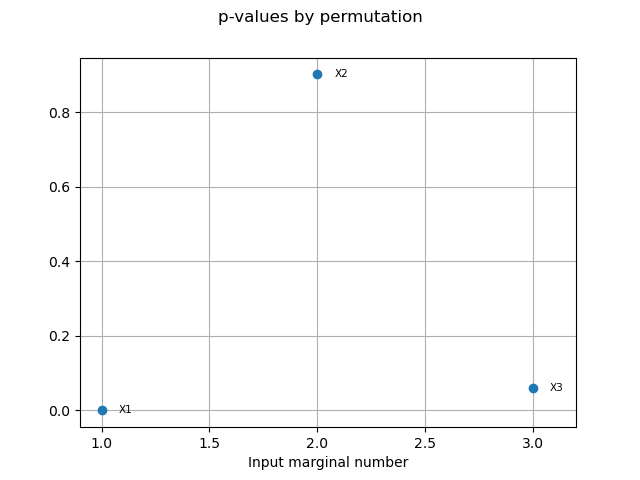 p-values by permutation
X2
0.8
0.6
0.4
0.2
X3
0.0
X1
1.0 1.5 2.0 2.5 3.0
Input marginal number